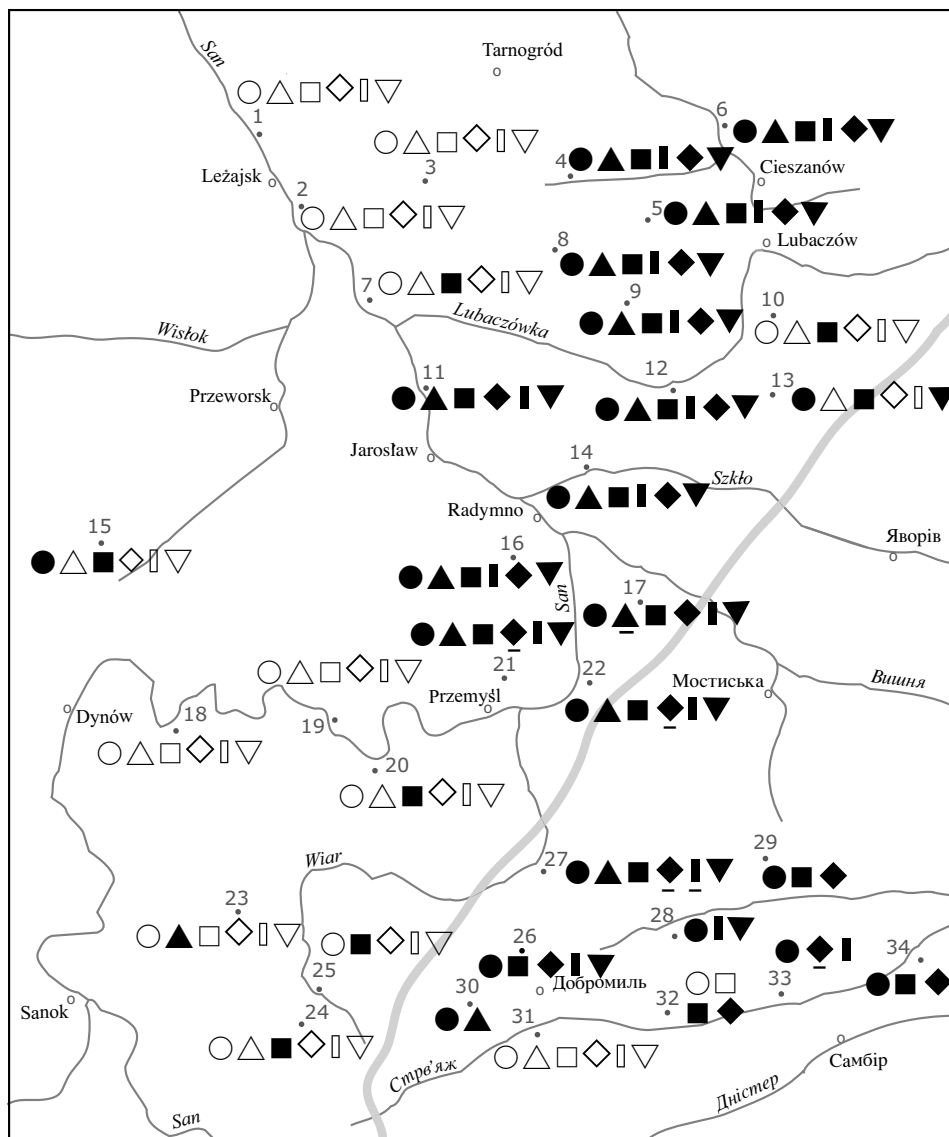 San
Tarnogród
1
6
3
4
Cieszanów
Leżajsk
2
5
Lubaczów
8
7
9
10
Lubaczówka
Wisłok
11
12
13
Przeworsk
Jarosław
14
Szkło
Radymno
15
16
Яворів
San
17
21
22
Мостиська
Вишня
Przemyśl
Dynów
18
19
20
Wiar
27
29
23
28
26
34
25
Добромиль
33
Sanok
30
32
24
31
Самбір
Стрв'яж
Дністер
San